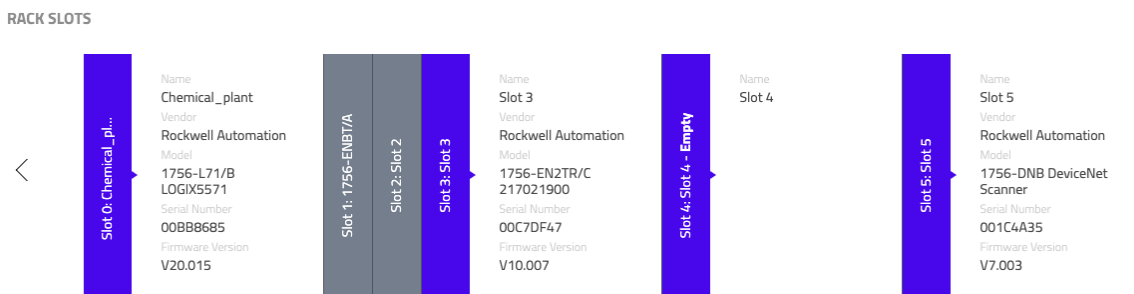 RACK SLOTS
Slot 0: Chemical_pl...
Name
Chemical_plant
Vendor
Rockwell Automation
Model
1756-L71/B
LOGIX5571
Serial Number
00BB8685
Firmware Version
V20.015
Slot 1: 1756-ENBT/A
Slot 2: Slot 2
Slot 3: Slot 3
Name
Slot 3
Vendor
Rockwell Automation
Model
1756-EN2TR/C
217021900
Serial Number
00C7DF47
Firmware Version
V10.007
Slot 4: Slot 4 - Empty
Name
Slot 4
Slot 5: Slot 5
Name
Slot 5
Vendor
Rockwell Automation
Model
1756-DNB DeviceNet
Scanner
Serial Number
001C4A35
Firmware Version
V7.003